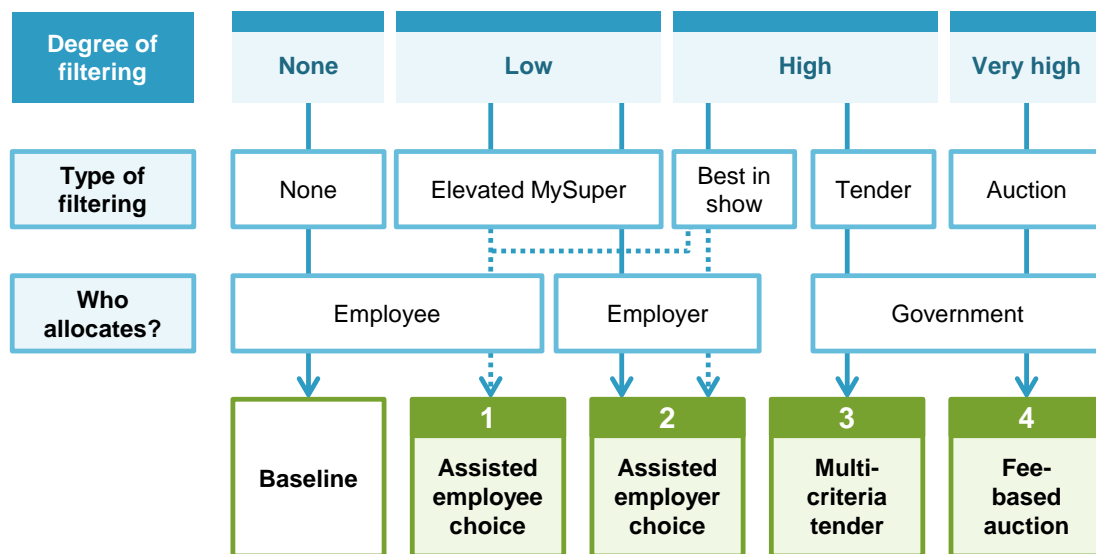 Degree of
filtering
None
Low
High
Very high
Type of
filtering
None
Elevated MySuper
Best in
show
Tender
Auction
Who
allocates?
Employee
Employer
Government
Baseline
1
Assisted
employee
choice
2
Assisted
employer
choice
3
Multi-
criteria
tender
4
Fee-
based
auction